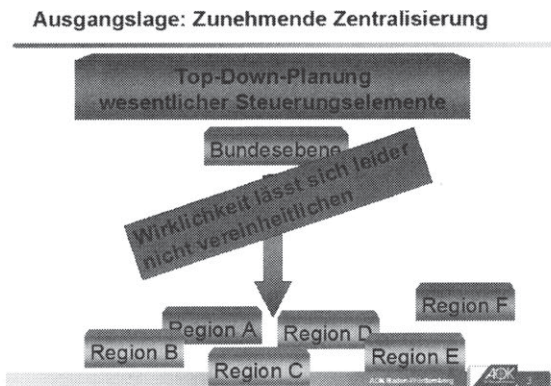 Ausgangslage: Zunehmende Zentralisierung
Top-Down-Planung
wesentlicher Steuerungselemente
Bundesebene
Wirklichkeit lässt sich leider
nicht vereinheitlichen
Region F
Region A
Region D
Region B
Region E
Region C
AOK Baden-Württemberg
AOK
3